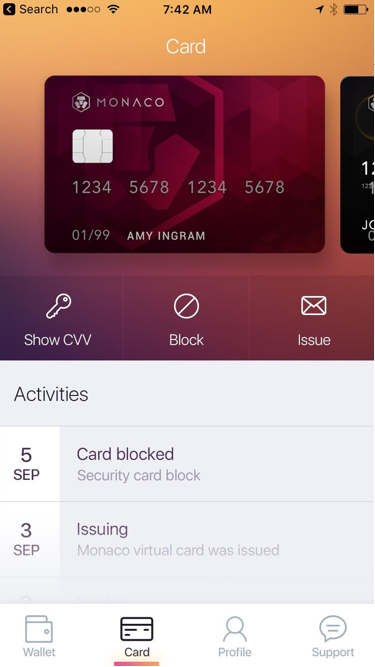 Search 7:42 AM
Card
MONACO
1234 5678 1234 5678
01/99 AMY INGRAM
Show CVV
Block
Issue
Activities
5
SEP
Card blocked
Security card block
3
SEP
Issuing
Monaco virtual card was issued
Wallet
Card
Profile
Support